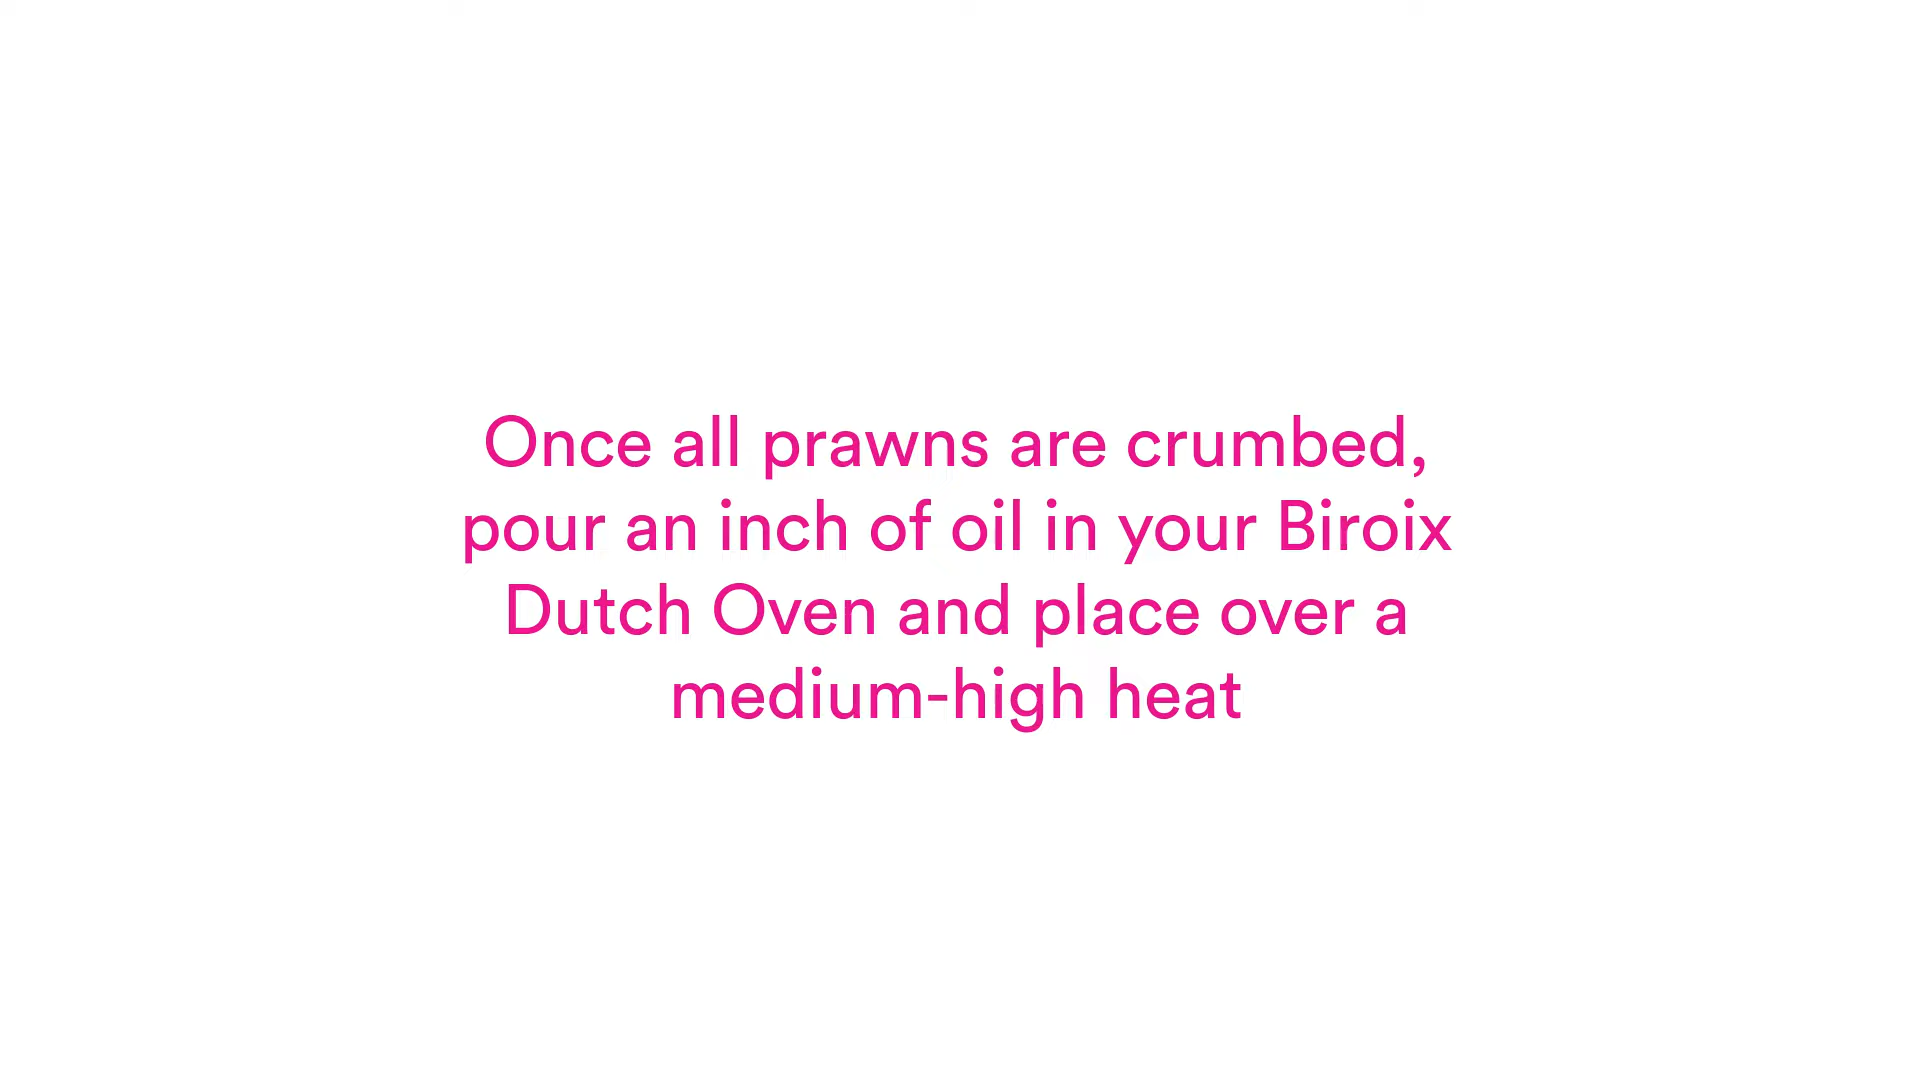 Once all prawns are crumbed,
pour an inch of oil in your Biroix
Dutch Oven and place over a
medium-high heat